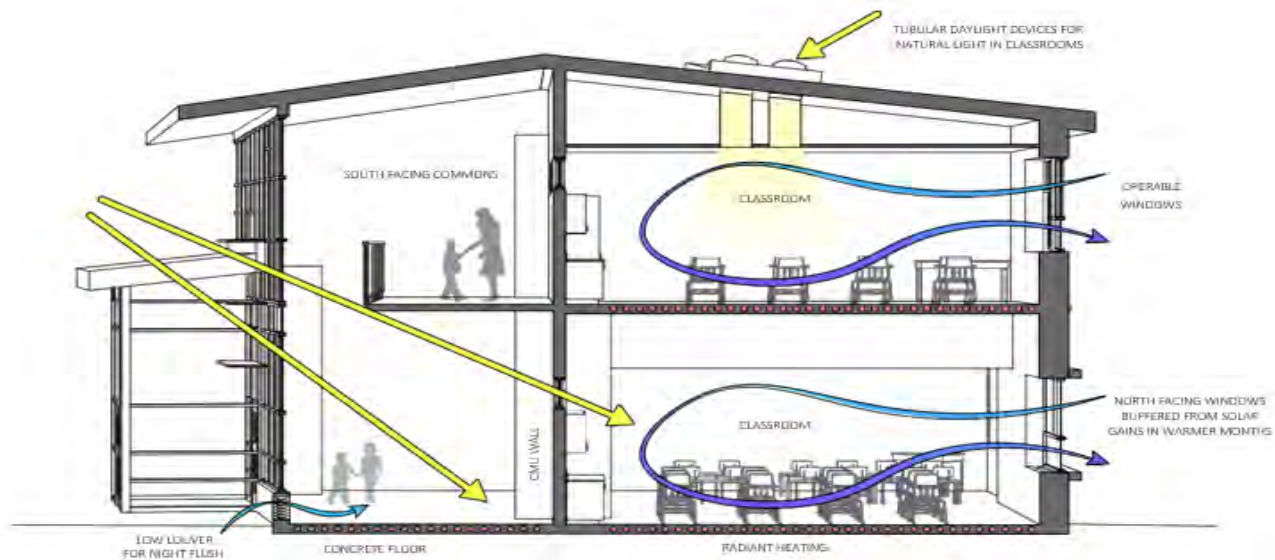 TUBULAR DAYLIGHT DEVICES FOR
NATURAL LIGHT IN CLASSROOMS
SOUTH FACING COMMONS
CLASSROOM
OPERABLE
WINDOWS
CMU WALL
CLASSROOM
NORTH FACING WINDOWS
BUFFERED FROM SOLAR
GAINS IN WARMER MONTHS
LOW LOUVER
FOR NIGHT FLUSH
CONCRETE FLOOR
RADIANT HEATING